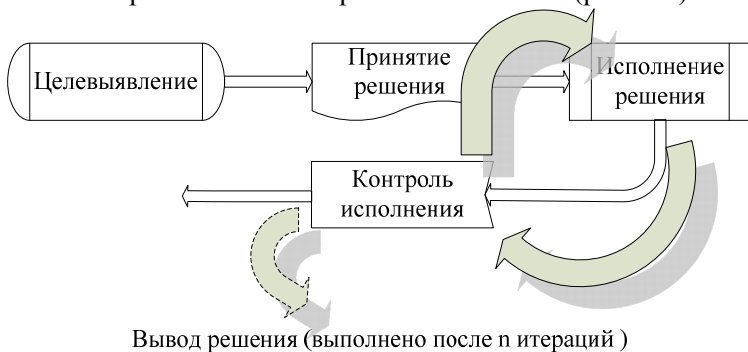 Целевыявление
Принятие
решения
Исполнение
решения
Контроль
исполнения
Вывод решения (выполнено после n итераций )